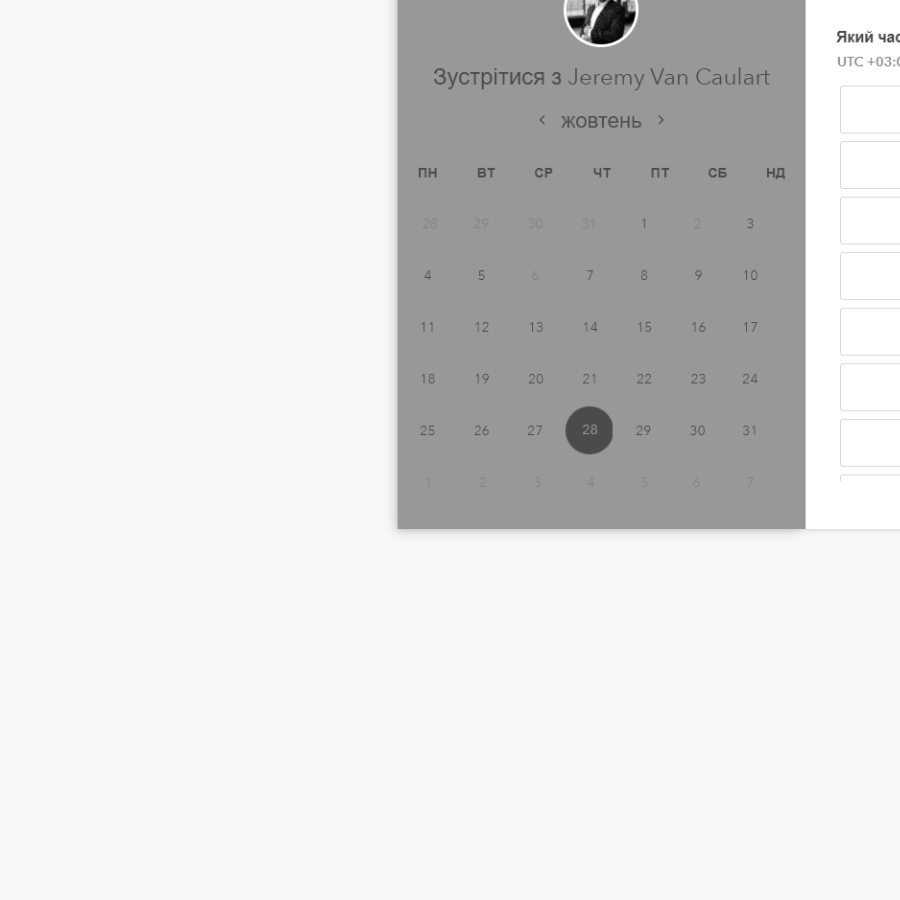 Зустрітися з Jeremy Van Caulart
жовтень
ПН ВТ СР ЧТ ПТ СБ НД
28 29 30 31 1 2 3
4 5 6 7 8 9 10
11 12 13 14 15 16 17
18 19 20 21 22 23 24
25 26 27 28 29 30 31
1 2 3 4 5 6 7
Який час
UTC +03:0